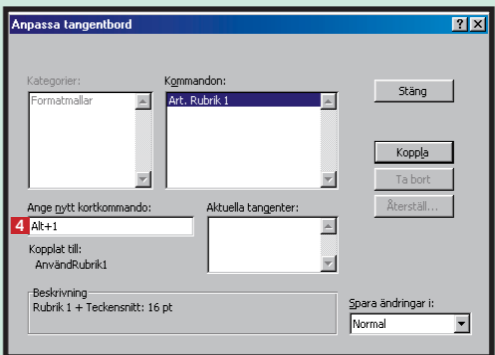 Anpassa tangentbord
Kategorier:
Kommandon:
Formatmallar
Art. Rubrik 1
Stäng
Koppla
Ta bort
Återställ...
Ange nytt kortkommando:
Aktuella tangenter:
4 Alt+1
Kopplat till:
AnvändRubrik1
Beskrivning
Rubrik 1 + Teckensnitt: 16 pt
Spara ändringar i:
Normal